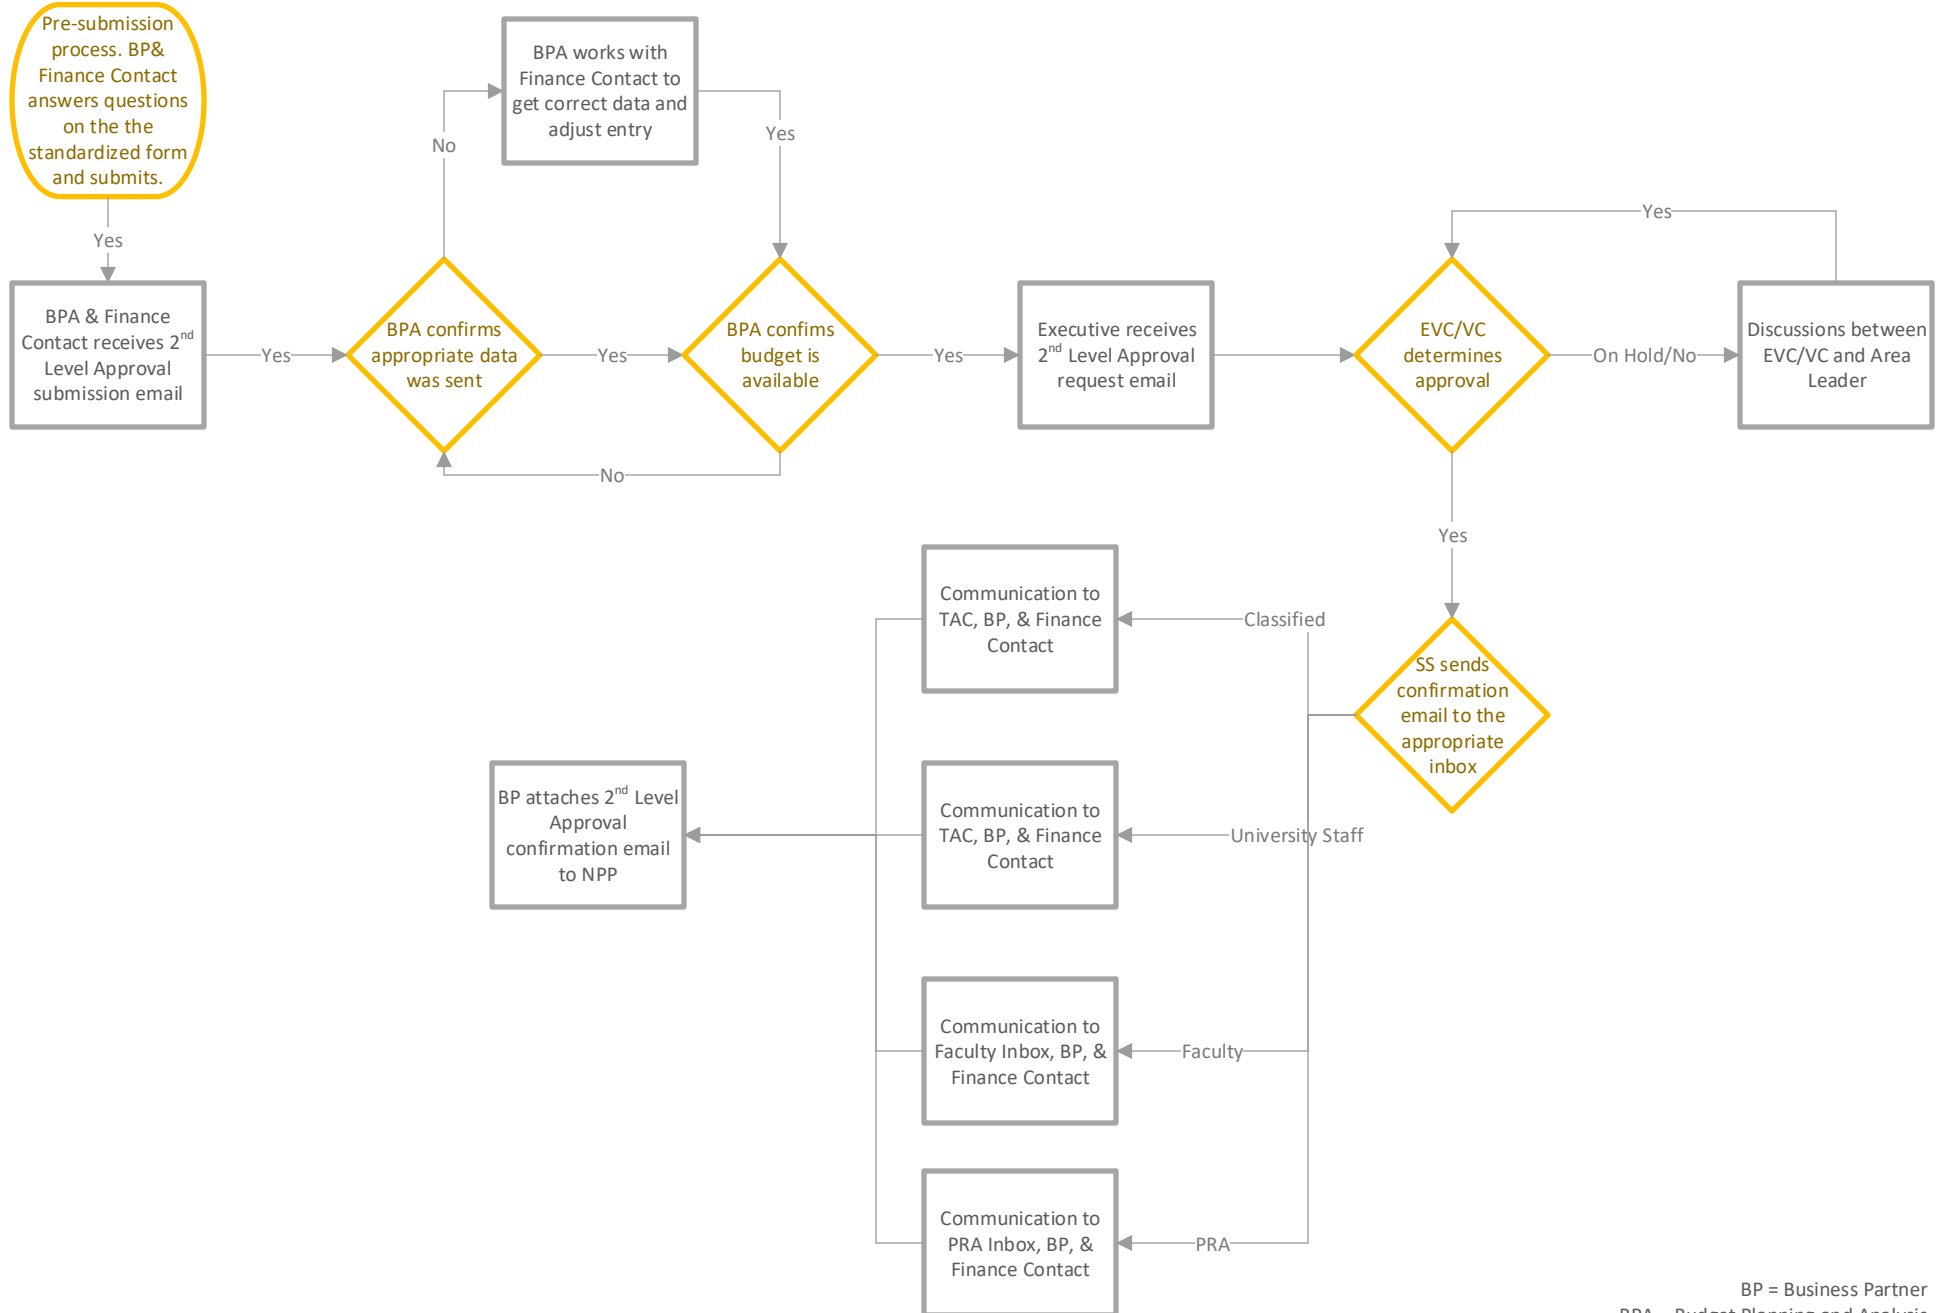 Pre-submission
process. BP&
Finance Contact
answers questions
on the the
standardized form
and submits.
Yes
BPA & Finance
Contact receives 2nd
Level Approval
submission email
Yes
BPA confirms
appropriate data
was sent
No
BPA works with
Finance Contact to
get correct data and
adjust entry
Yes
Yes
BPA confims
budget is
available
No
Yes
Executive receives
2nd Level Approval
request email
EVC/VC
determines
approval
On Hold/No
Discussions between
EVC/VC and Area
Leader
Yes
Yes
SS sends
confirmation
email to the
appropriate
inbox
Classified
Communication to
TAC, BP, & Finance
Contact
University Staff
Communication to
TAC, BP, & Finance
Contact
Faculty
Communication to
Faculty Inbox, BP, &
Finance Contact
PRA
Communication to
PRA Inbox, BP, &
Finance Contact
BP attaches 2nd Level
Approval
confirmation email
to NPP
BP = Business Partner
BPA = Budget Planning and Analysis